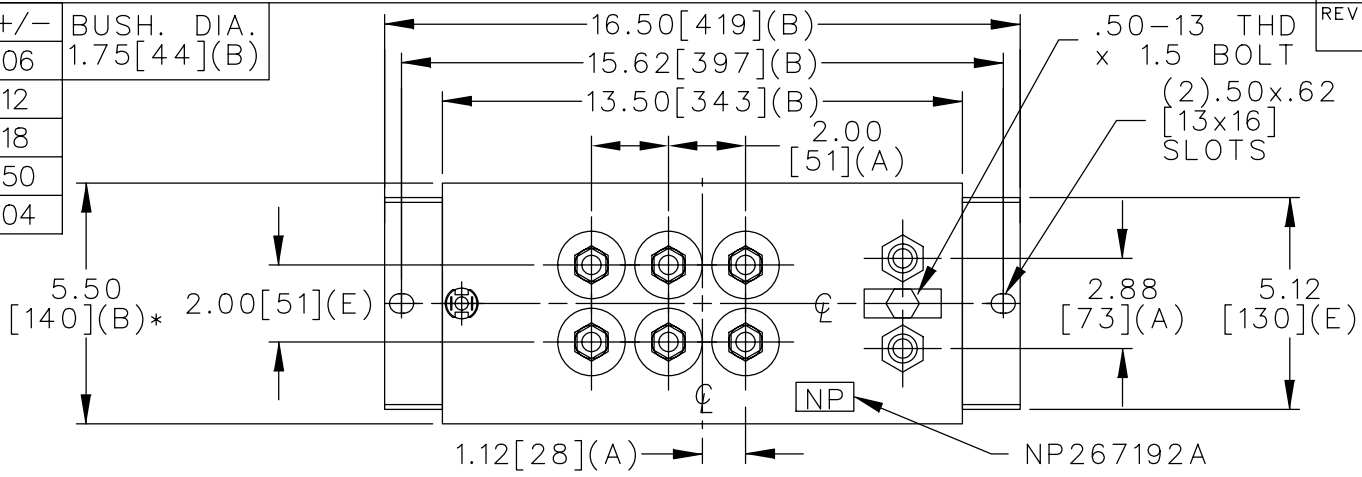 +/-
06
12
18
50
04
BUSH. DIA.
1.75[44](B)
16.50[419](B)
15.62[397](B)
13.50[343](B)
2.00
[51](A)
.50-13 THD
x 1.5 BOLT
(2).50x.62
[13x16]
SLOTS
REV
5.50
[140](B)*
2.00[51](E)
℄
2.88
[73](A)
5.12
[130](E)
℄
NP
1.12[28](A)
NP267192A